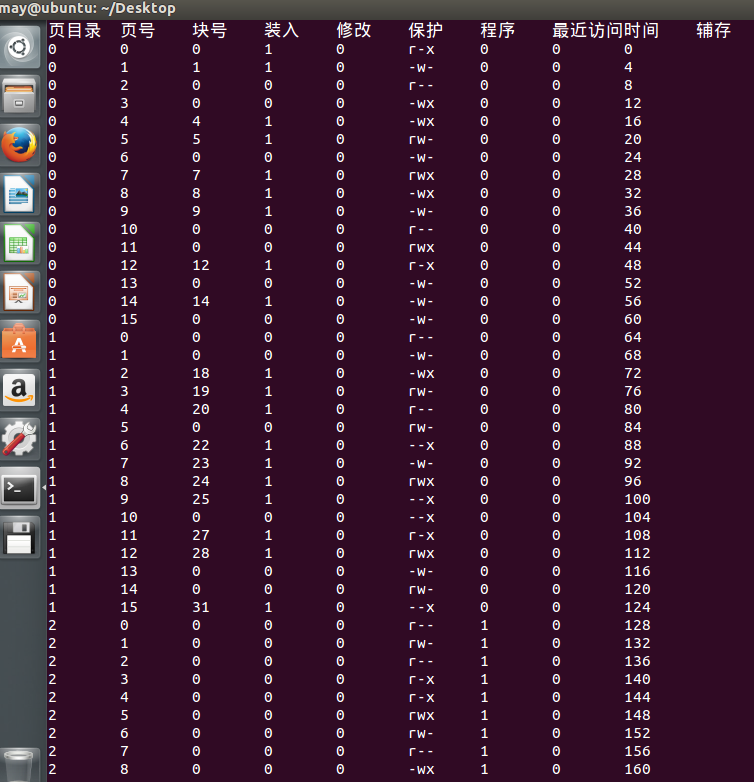 may@ubuntu: ~/Desktop
页目录 页号 块号 装入 修改 保护 程序 最近访问时间 辅存
0 0 0 1 0 r-x 0 0 0
0 1 1 1 0 -w- 0 0 4
0 2 0 0 0 r-- 0 0 8
0 3 0 0 0 -wx 0 0 12
0 4 4 1 0 -wx 0 0 16
0 5 5 1 0 rw- 0 0 20
0 6 0 0 0 -w- 0 0 24
0 7 7 1 0 rwx 0 0 28
0 8 8 1 0 -wx 0 0 32
0 9 9 1 0 -w- 0 0 36
0 10 0 0 0 r-- 0 0 40
0 11 0 0 0 rwx 0 0 44
0 12 12 1 0 r-x 0 0 48
0 13 0 0 0 -w- 0 0 52
0 14 14 1 0 -w- 0 0 56
0 15 0 0 0 -w- 0 0 60
1 0 0 0 0 r-- 0 0 64
1 1 0 0 0 -w- 0 0 68
1 2 18 1 0 -wx 0 0 72
1 3 19 1 0 rw- 0 0 76
1 4 20 1 0 r-- 0 0 80
1 5 0 0 0 rw- 0 0 84
1 6 22 1 0 --x 0 0 88
1 7 23 1 0 -w- 0 0 92
1 8 24 1 0 rwx 0 0 96
1 9 25 1 0 --x 0 0 100
1 10 0 0 0 --x 0 0 104
1 11 27 1 0 r-x 0 0 108
1 12 28 1 0 rwx 0 0 112
1 13 0 0 0 -w- 0 0 116
1 14 0 0 0 rw- 0 0 120
1 15 31 1 0 --x 0 0 124
2 0 0 0 0 r-- 1 0 128
2 1 0 0 0 rw- 1 0 132
2 2 0 0 0 r-- 1 0 136
2 3 0 0 0 r-x 1 0 140
2 4 0 0 0 r-x 1 0 144
2 5 0 0 0 rwx 1 0 148
2 6 0 0 0 rw- 1 0 152
2 7 0 0 0 r-- 1 0 156
2 8 0 0 0 -wx 1 0 160